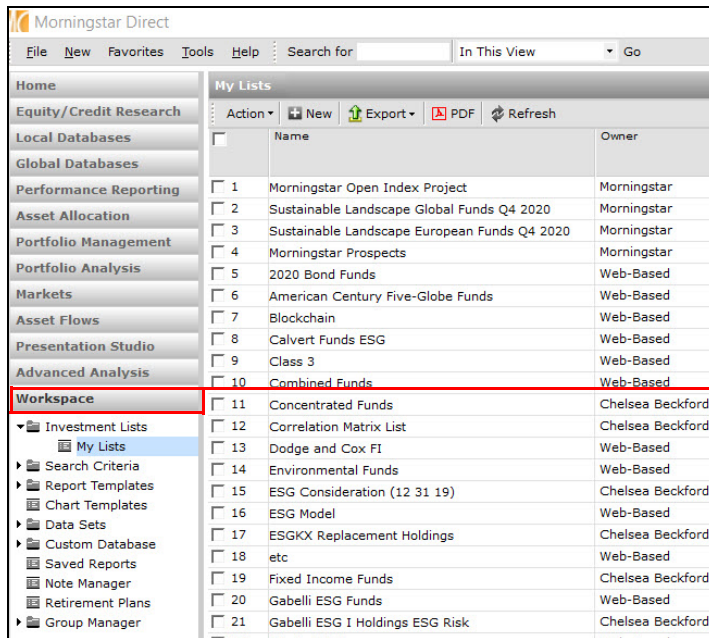 Morningstar Direct
File New Favorites Tools Help Search for In This View Go
Home
Equity/Credit Research
Local Databases
Global Databases
Performance Reporting
Asset Allocation
Portfolio Management
Portfolio Analysis
Markets
Asset Flows
Presentation Studio
Advanced Analysis
Workspace
Investment Lists
My Lists
Search Criteria
Report Templates
Chart Templates
Data Sets
Custom Database
Saved Reports
Note Manager
Retirement Plans
Group Manager
My Lists
Action New Export PDF Refresh
Name Owner
1 Morningstar Open Index Project Morningstar
2 Sustainable Landscape Global Funds Q4 2020 Morningstar
3 Sustainable Landscape European Funds Q4 2020 Morningstar
4 Morningstar Prospects Morningstar
5 2020 Bond Funds Web-Based
6 American Century Five-Globe Funds Web-Based
7 Blockchain Web-Based
8 Calvert Funds ESG Web-Based
9 Class 3 Web-Based
10 Combined Funds Web-Based
11 Concentrated Funds Chelsea Beckford
12 Correlation Matrix List Chelsea Beckford
13 Dodge and Cox FI Web-Based
14 Environmental Funds Web-Based
15 ESG Consideration (12 31 19) Chelsea Beckford
16 ESG Model Web-Based
17 ESGKX Replacement Holdings Chelsea Beckford
18 etc Web-Based
19 Fixed Income Funds Chelsea Beckford
20 Gabelli ESG Funds Web-Based
21 Gabelli ESG I Holdings ESG Risk Chelsea Beckford